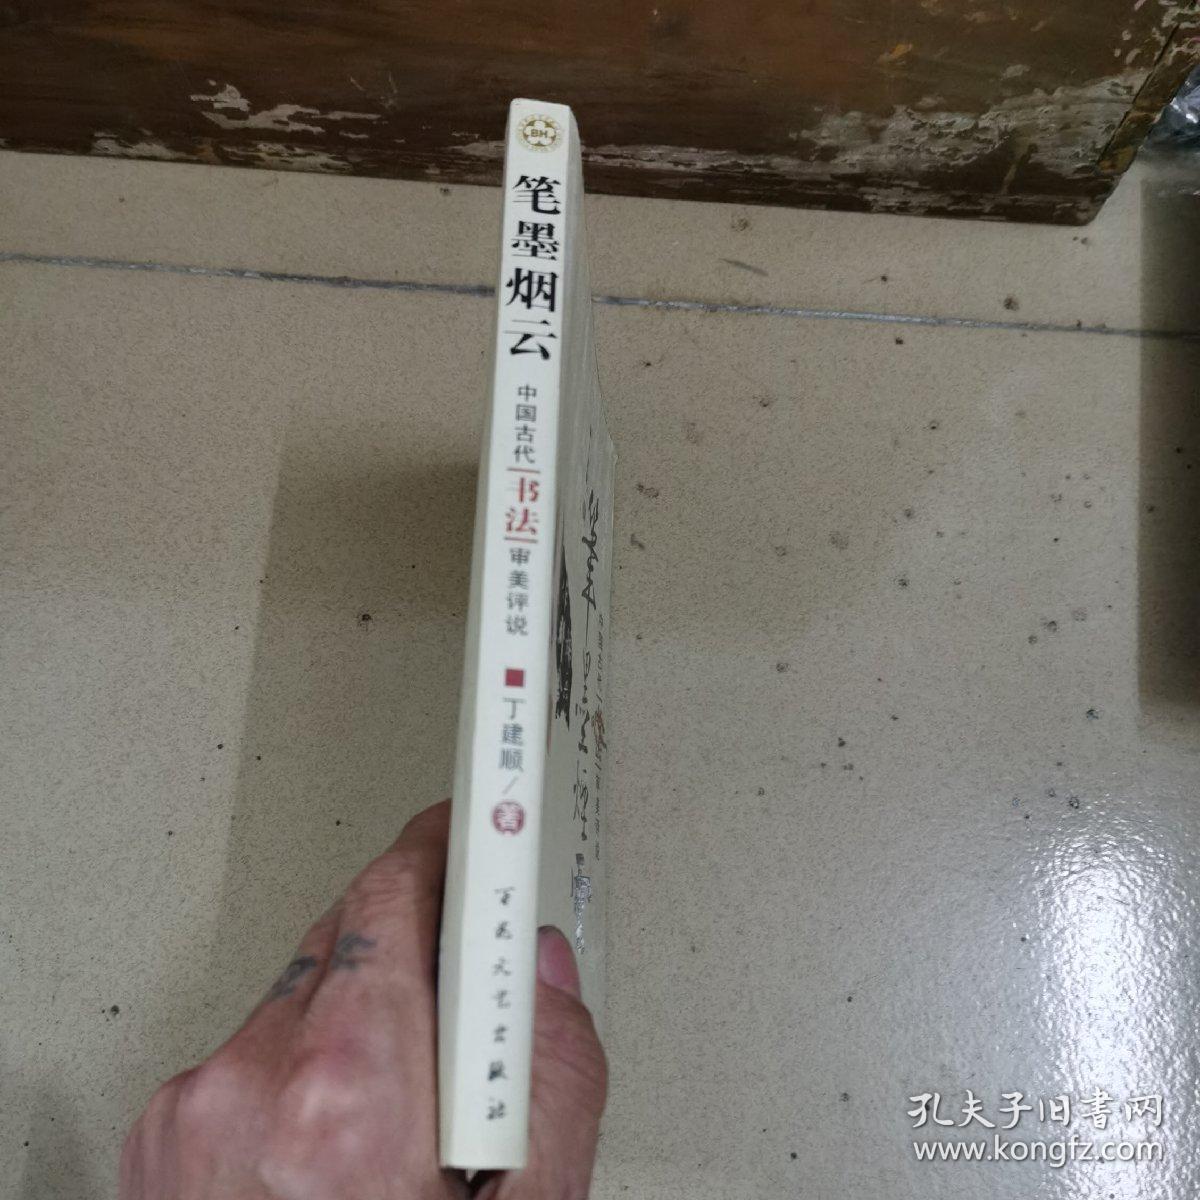 BH
笔墨烟云
中国古代
书法
审美评说
丁建顺/著
百花文艺出版社
孔夫子旧書网
www.kongfz.com